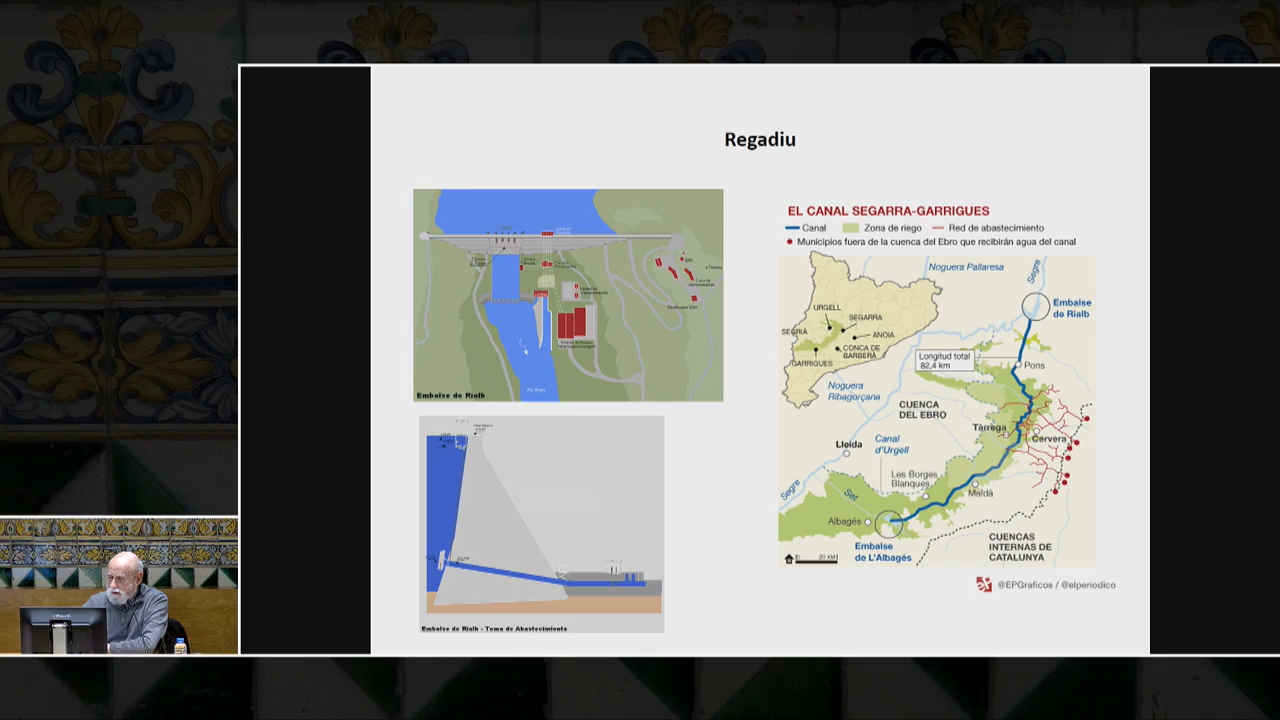 Regadiu
Embalse de Rialb
Embalse de Rialb - Toma de Abastecimiento
EL CANAL SEGARRA-GARRIGUES
Canal
Zona de riego
Red de abastecimiento
Municipios fuera de la cuenca del Ebro que recibirán agua del canal
Noguera Pallaresa
Segre
Embalse
de Rialb
URGELL
SEGARRA
SEGRIÀ
ANOIA
CONCA DE
BARBERÀ
GARRIGUES
Longitud total
82,4 km
Pons
Noguera
Ribagorçana
CUENCA
DEL EBRO
Tàrrega
Cervera
Lleida
Canal
d'Urgell
Les Borges
Blanques
Maldà
Segre
Set
Albagés
Embalse
de L'Albagés
CUENCAS
INTERNAS DE
CATALUNYA
0 20 KM
@EPGraficos / @elperiodico